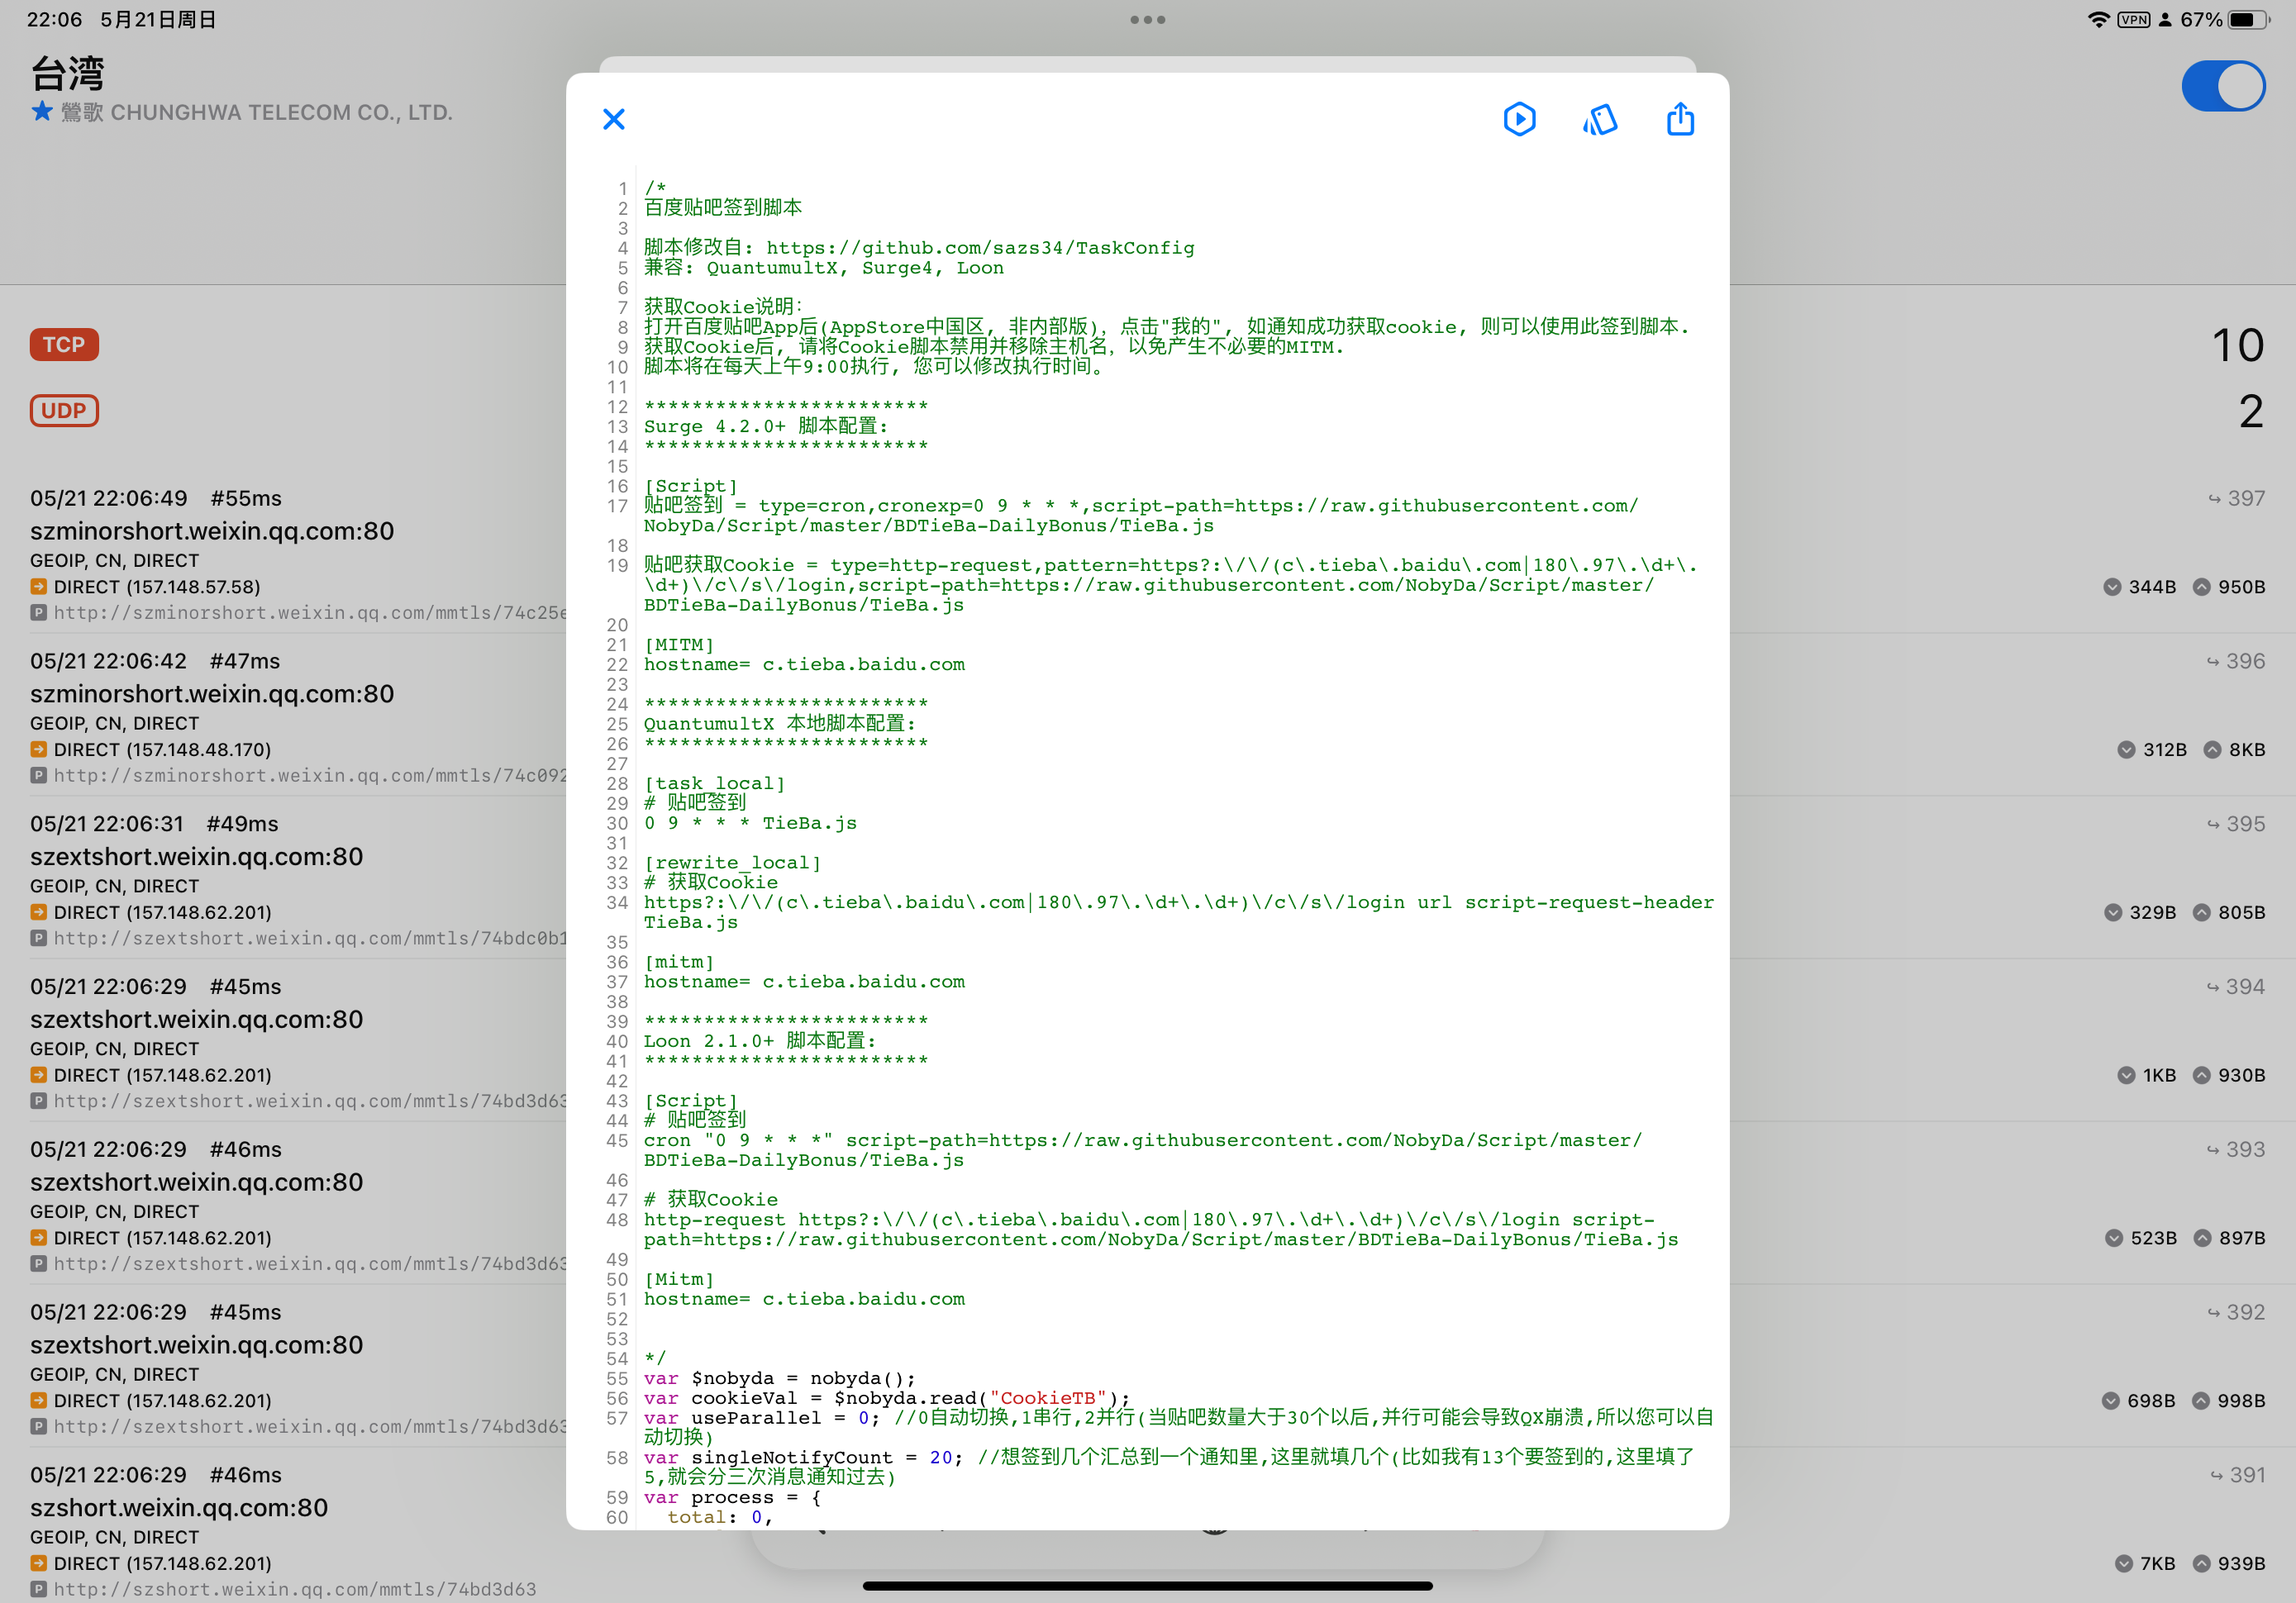 22:06 5月21日周日
VPN 67%
台湾
鶯歌 CHUNGHWA TELECOM CO., LTD.
TCP
10
UDP
2
05/21 22:06:49 #55ms
397
szminorshort.weixin.qq.com:80
GEOIP, CN, DIRECT
DIRECT (157.148.57.58)
344B 950B
P http://szminorshort.weixin.qq.com/mmtls/74c25e
05/21 22:06:42 #47ms
396
szminorshort.weixin.qq.com:80
GEOIP, CN, DIRECT
DIRECT (157.148.48.170)
312B 8KB
P http://szminorshort.weixin.qq.com/mmtls/74c092
05/21 22:06:31 #49ms
395
szextshort.weixin.qq.com:80
GEOIP, CN, DIRECT
DIRECT (157.148.62.201)
329B 805B
P http://szextshort.weixin.qq.com/mmtls/74bdc0b1
05/21 22:06:29 #45ms
394
szextshort.weixin.qq.com:80
GEOIP, CN, DIRECT
DIRECT (157.148.62.201)
1KB 930B
P http://szextshort.weixin.qq.com/mmtls/74bd3d63
05/21 22:06:29 #46ms
393
szextshort.weixin.qq.com:80
GEOIP, CN, DIRECT
DIRECT (157.148.62.201)
523B 897B
P http://szextshort.weixin.qq.com/mmtls/74bd3d63
05/21 22:06:29 #45ms
392
szextshort.weixin.qq.com:80
GEOIP, CN, DIRECT
DIRECT (157.148.62.201)
698B 998B
P http://szextshort.weixin.qq.com/mmtls/74bd3d63
05/21 22:06:29 #46ms
391
szshort.weixin.qq.com:80
GEOIP, CN, DIRECT
DIRECT (157.148.62.201)
7KB 939B
P http://szshort.weixin.qq.com/mmtls/74bd3d63
1 /*
2 百度贴吧签到脚本
3
4 脚本修改自: https://github.com/sazs34/TaskConfig
5 兼容: QuantumultX, Surge4, Loon
6
7 获取Cookie说明：
8 打开百度贴吧App后(AppStore中国区, 非内部版)，点击"我的", 如通知成功获取cookie, 则可以使用此签到脚本.
9 获取Cookie后, 请将Cookie脚本禁用并移除主机名，以免产生不必要的MITM.
10 脚本将在每天上午9:00执行, 您可以修改执行时间。
11
12 ************************
13 Surge 4.2.0+ 脚本配置:
14 ************************
15
16 [Script]
17 贴吧签到 = type=cron,cronexp=0 9 * * *,script-path=https://raw.githubusercontent.com/
NobyDa/Script/master/BDTieBa-DailyBonus/TieBa.js
18
19 贴吧获取Cookie = type=http-request,pattern=https?:\/\/(c\.tieba\.baidu\.com|180\.97\.\d+\.
\d+)\/c\/s\/login,script-path=https://raw.githubusercontent.com/NobyDa/Script/master/
BDTieBa-DailyBonus/TieBa.js
20
21 [MITM]
22 hostname= c.tieba.baidu.com
23
24 ************************
25 QuantumultX 本地脚本配置:
26 ************************
27
28 [task_local]
29 # 贴吧签到
30 0 9 * * * TieBa.js
31
32 [rewrite_local]
33 # 获取Cookie
34 https?:\/\/(c\.tieba\.baidu\.com|180\.97\.\d+\.\d+)\/c\/s\/login url script-request-header
TieBa.js
35
36 [mitm]
37 hostname= c.tieba.baidu.com
38
39 ************************
40 Loon 2.1.0+ 脚本配置:
41 ************************
42
43 [Script]
44 # 贴吧签到
45 cron "0 9 * * *" script-path=https://raw.githubusercontent.com/NobyDa/Script/master/
BDTieBa-DailyBonus/TieBa.js
46
47 # 获取Cookie
48 http-request https?:\/\/(c\.tieba\.baidu\.com|180\.97\.\d+\.\d+)\/c\/s\/login script-
path=https://raw.githubusercontent.com/NobyDa/Script/master/BDTieBa-DailyBonus/TieBa.js
49
50 [Mitm]
51 hostname= c.tieba.baidu.com
52
53
54 */
55 var $nobyda = nobyda();
56 var cookieVal = $nobyda.read("CookieTB");
57 var useParallel = 0; //0自动切换,1串行,2并行(当贴吧数量大于30个以后,并行可能会导致QX崩溃,所以您可以自
动切换)
58 var singleNotifyCount = 20; //想签到几个汇总到一个通知里,这里就填几个(比如我有13个要签到的,这里填了
5,就会分三次消息通知过去)
59 var process = {
60 total: 0,